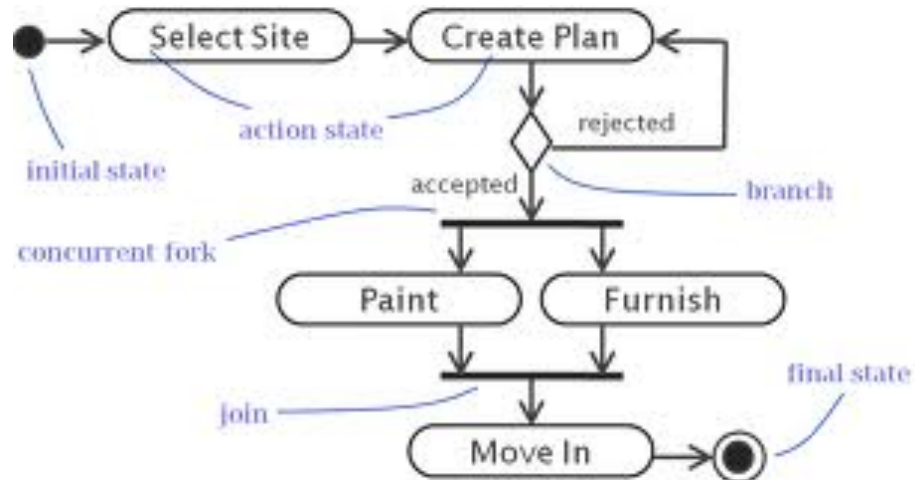 Select Site
Create Plan
action state
rejected
initial state
accepted
branch
concurrent fork
Paint
Furnish
final state
join
Move In